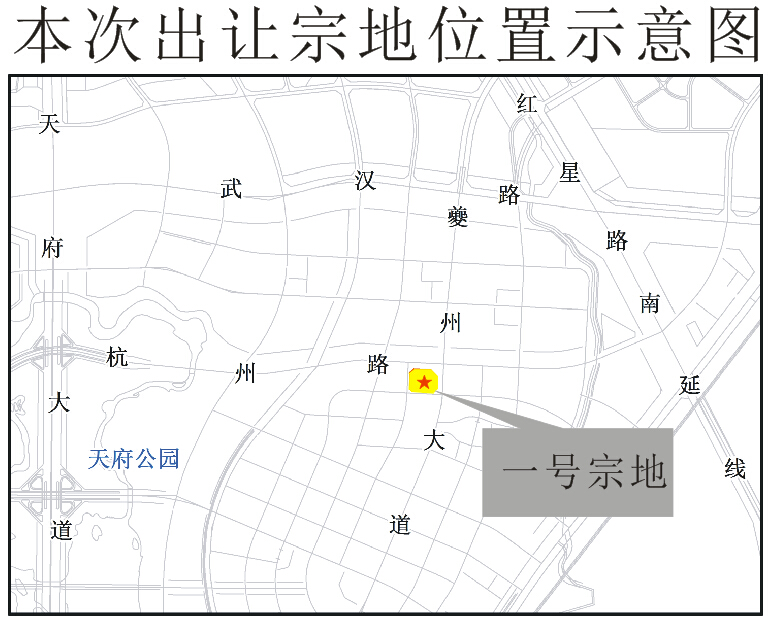 本次出让宗地位置示意图
天府大道
武汉路
红星路南延线
夔州大道
杭州路
天府公园
一号宗地